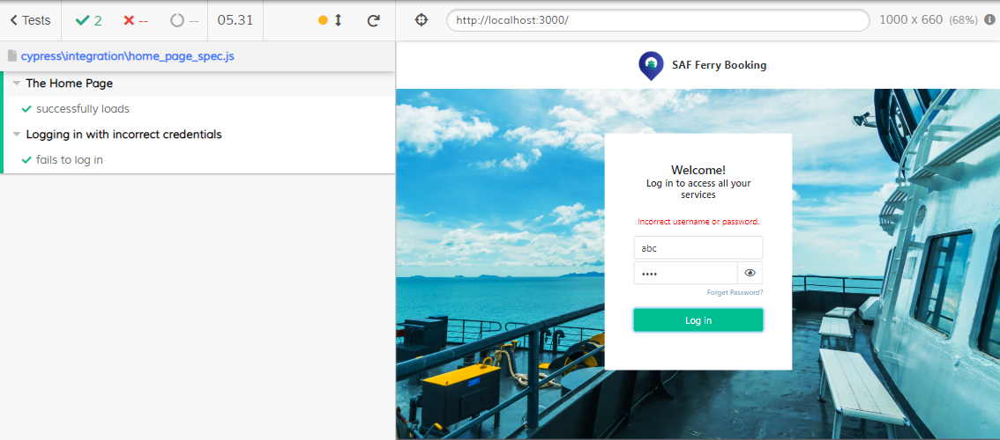 Tests
2
--
--
05.31
http://localhost:3000/
1000 x 660 (68%)
cypress\integration\home_page_spec.js
The Home Page
successfully loads
Logging in with incorrect credentials
fails to log in
SAF Ferry Booking
Welcome!
Log in to access all your
services
Incorrect username or password.
abc
••••
Forget Password?
Log in